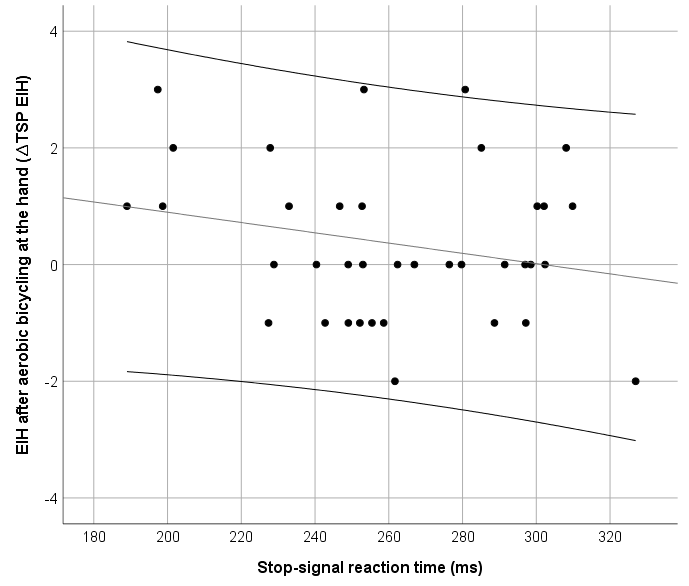 EIH after aerobic bicycling at the hand (△TSP EIH)
4
2
0
-2
-4
180 200 220 240 260 280 300 320
Stop-signal reaction time (ms)